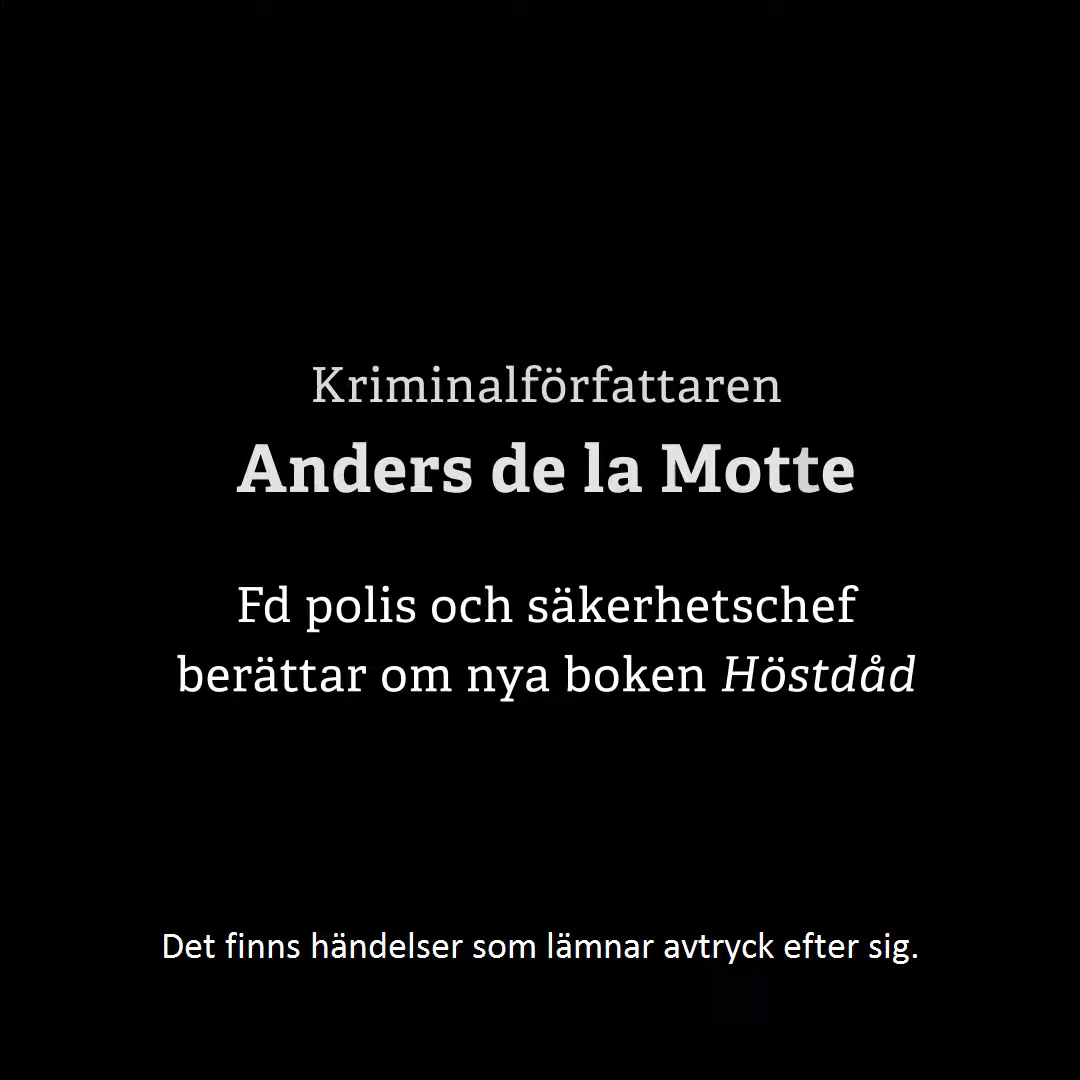 Kriminalförfattaren
Anders de la Motte
Fd polis och säkerhetschef
berättar om nya boken Höstdåd
Det finns händelser som lämnar avtryck efter sig.